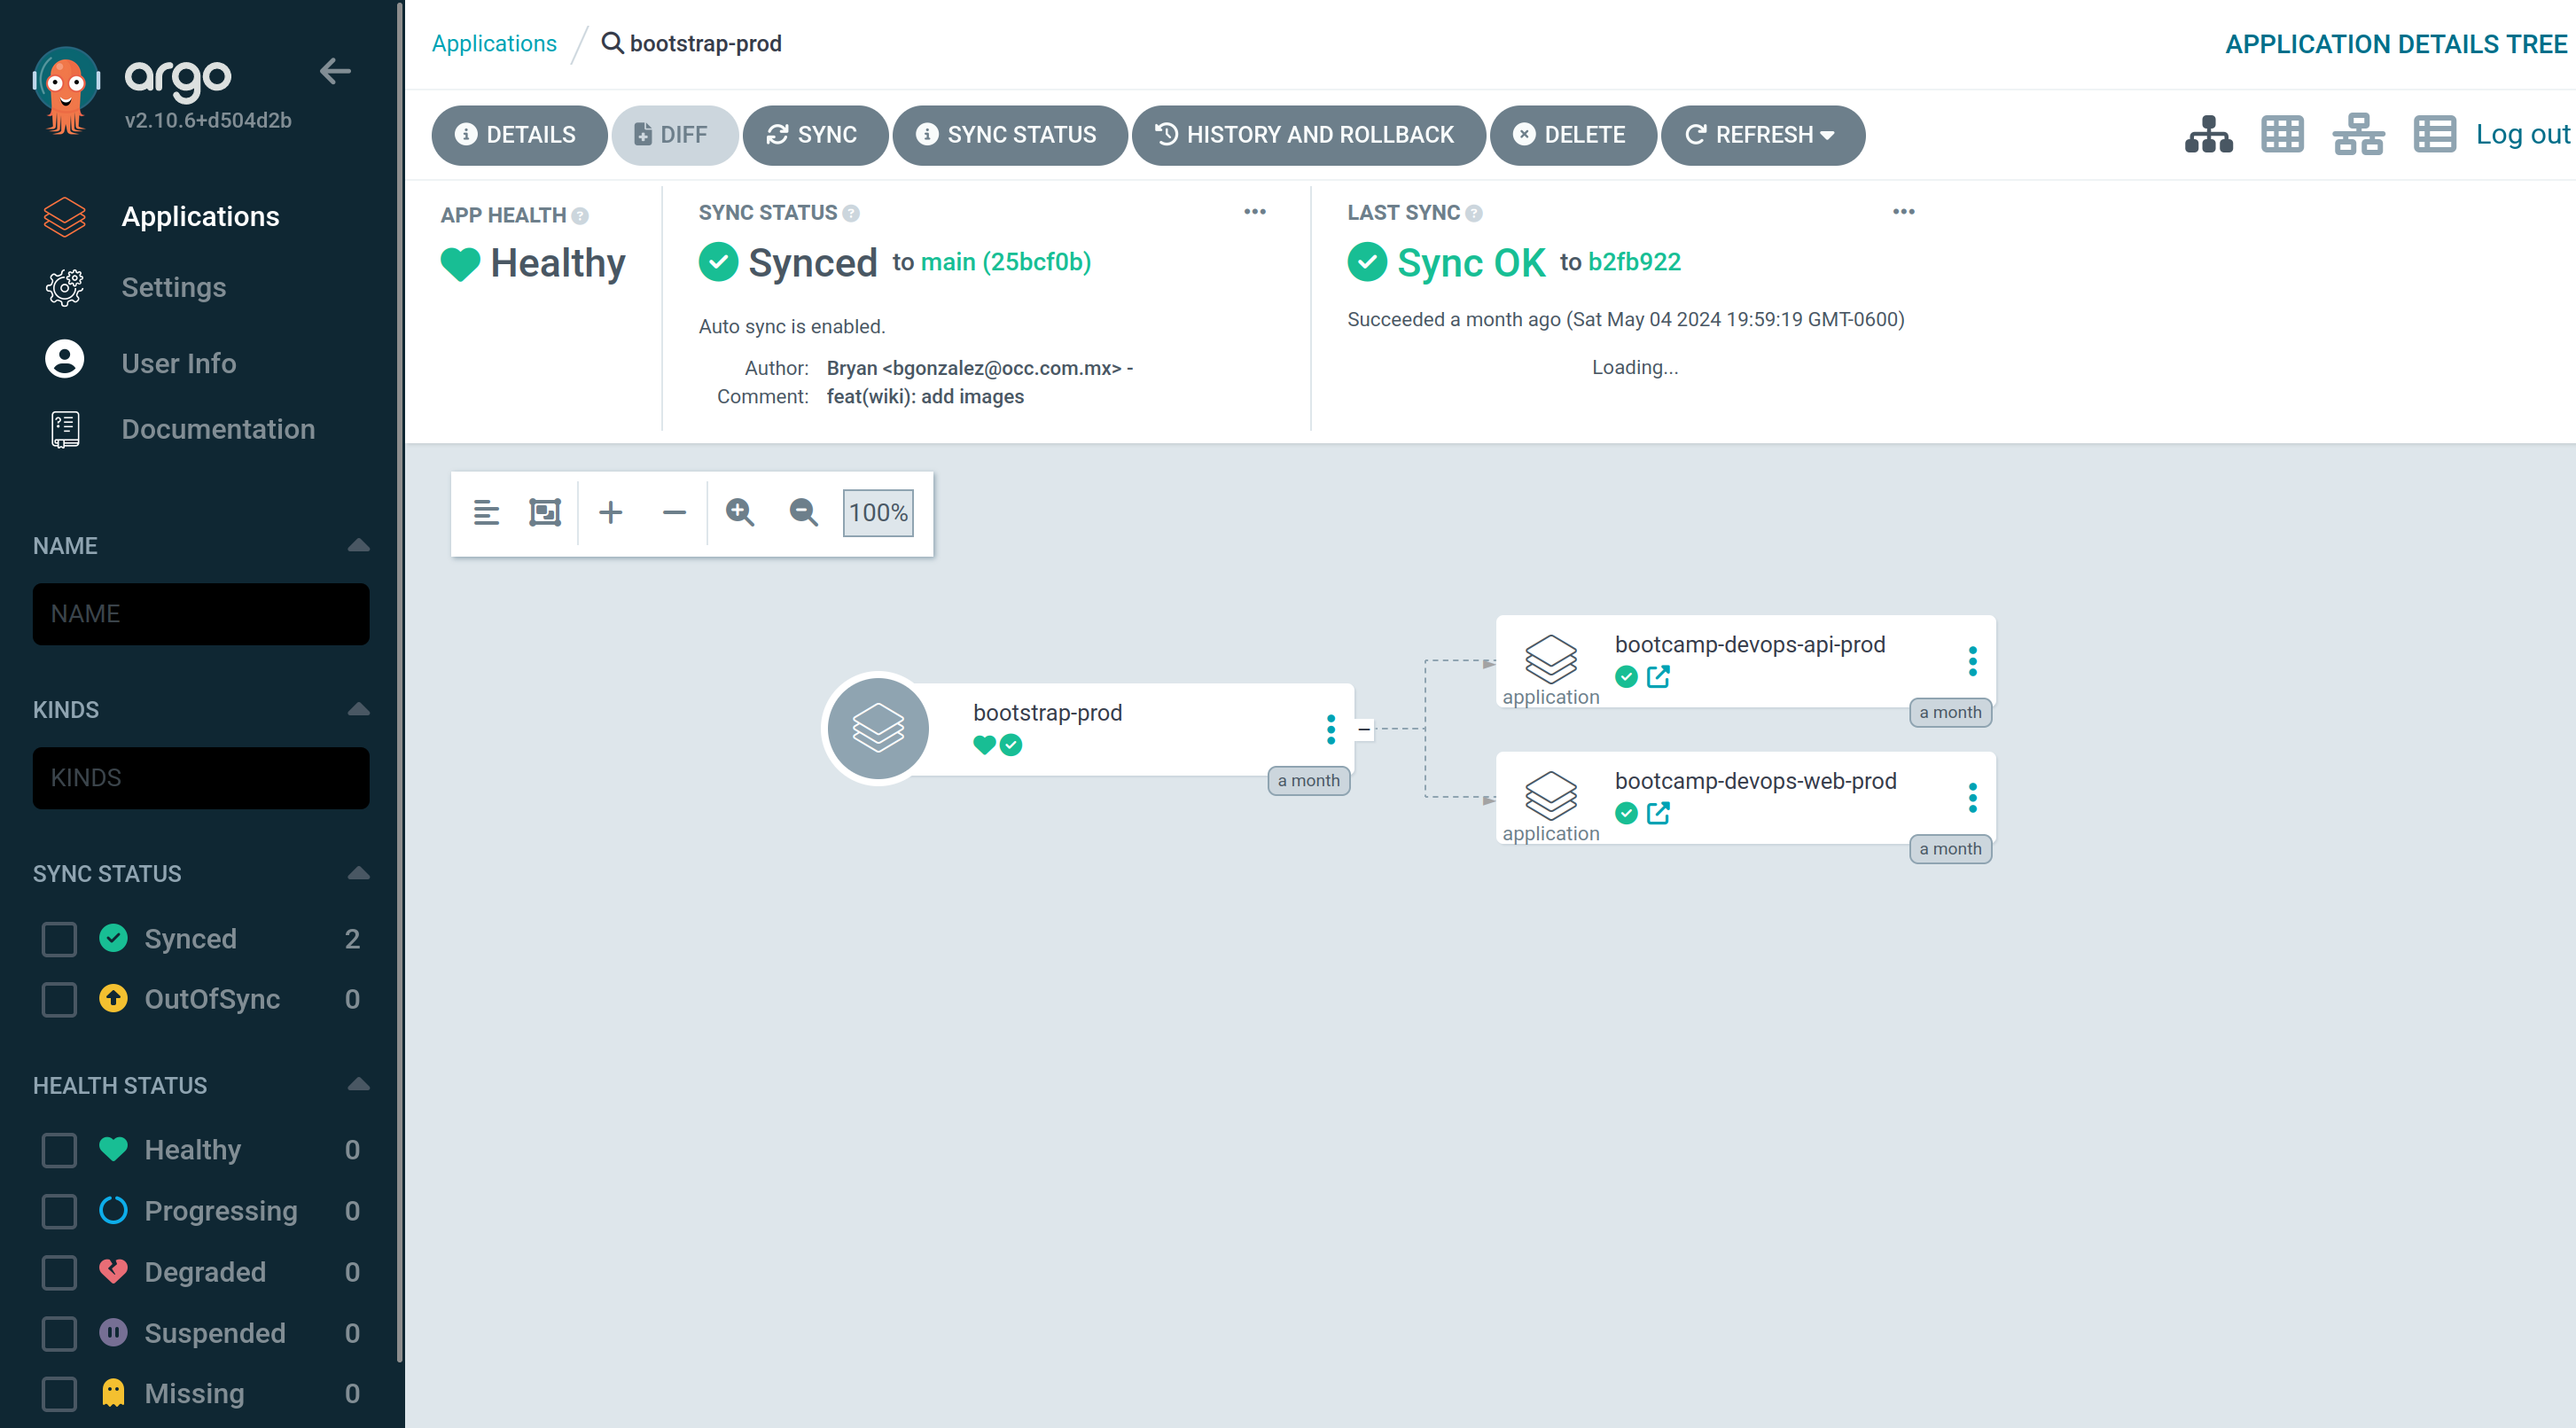 argo
v2.10.6+d504d2b
Applications
Settings
User Info
Documentation
NAME
NAME
KINDS
KINDS
SYNC STATUS
Synced 2
OutOfSync 0
HEALTH STATUS
Healthy 0
Progressing 0
Degraded 0
Suspended 0
Missing 0
Applications / bootstrap-prod
APPLICATION DETAILS TREE
DETAILS DIFF SYNC SYNC STATUS HISTORY AND ROLLBACK DELETE REFRESH
Log out
APP HEALTH ?
Healthy
SYNC STATUS ?
Synced to main (25bcf0b)
Auto sync is enabled.
Author: Bryan <bgonzalez@occ.com.mx> -
Comment: feat(wiki): add images
LAST SYNC ?
Sync OK to b2fb922
Succeeded a month ago (Sat May 04 2024 19:59:19 GMT-0600)
Loading...
100%
bootstrap-prod
a month
bootcamp-devops-api-prod
application
a month
bootcamp-devops-web-prod
application
a month